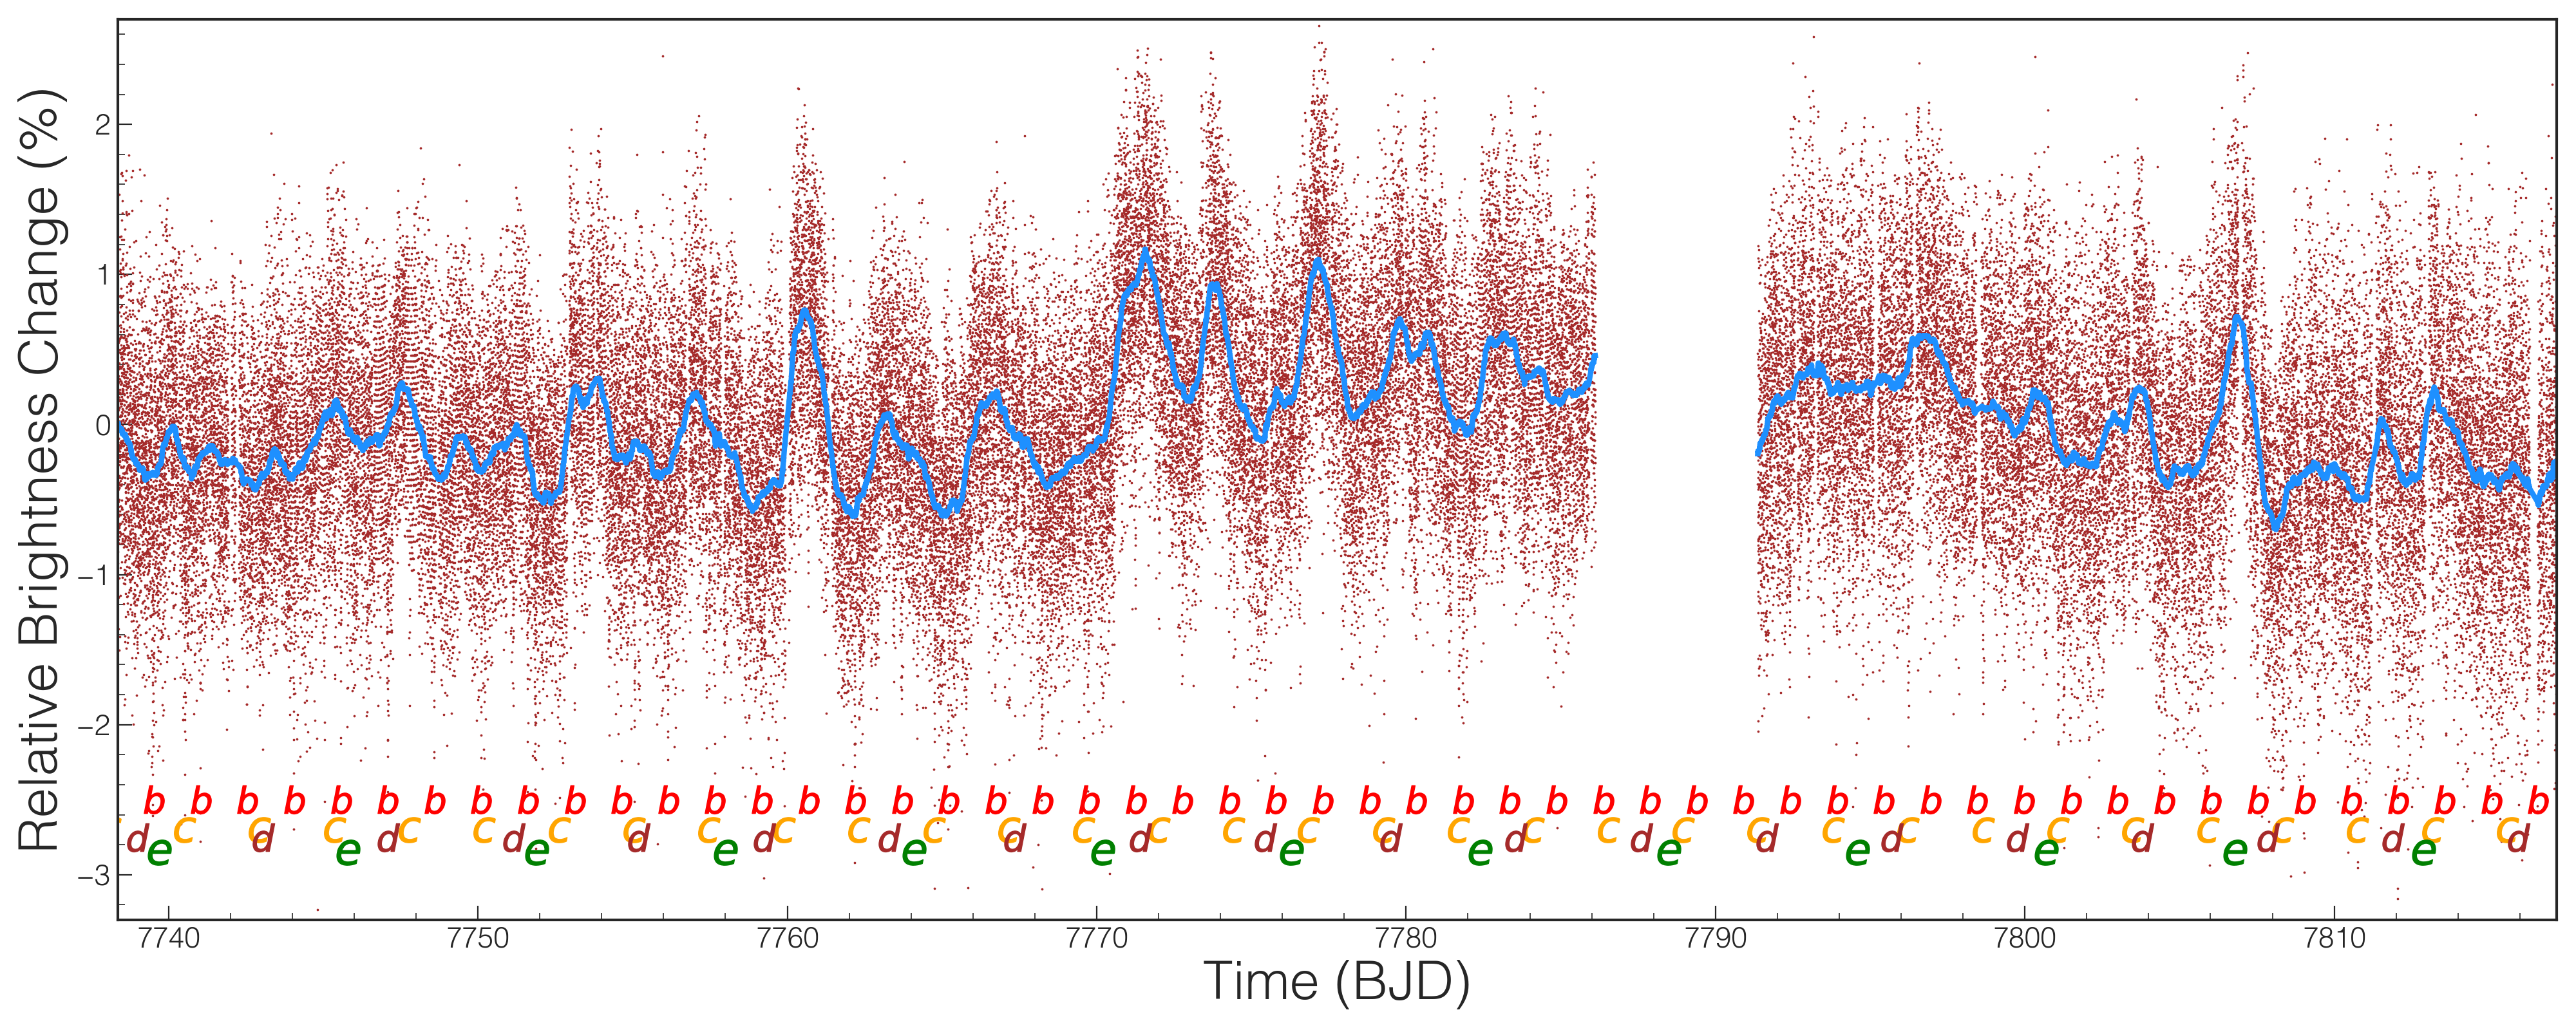 Relative Brightness Change (%)
2
1
0
−1
−2
−3
b b b b b b b b b b b b b b b b b b b b b b b b b b b b b b b b b b b b b b b b b b b b b b b b b b b b
c c c c c c c c c c c c c c c c c c c c c c c c c c c c c c c c
d d d d d d d d d d d d d d d d d d d d
e e e e e e e e e e e e e
7740 7750 7760 7770 7780 7790 7800 7810
Time (BJD)